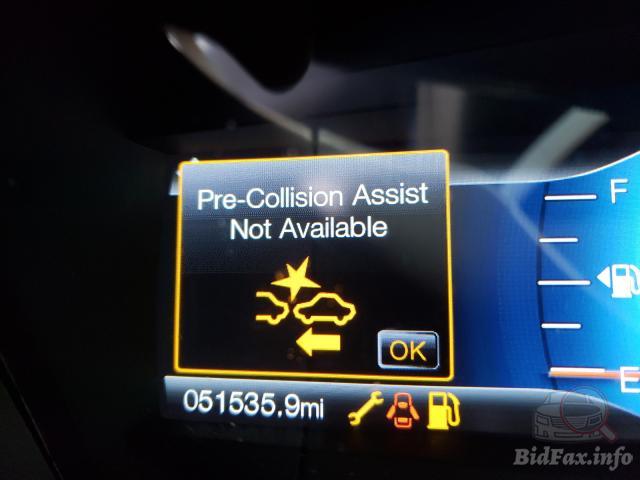 Pre-Collision Assist
Not Available
OK
F
E
051535.9mi
BidFax.info